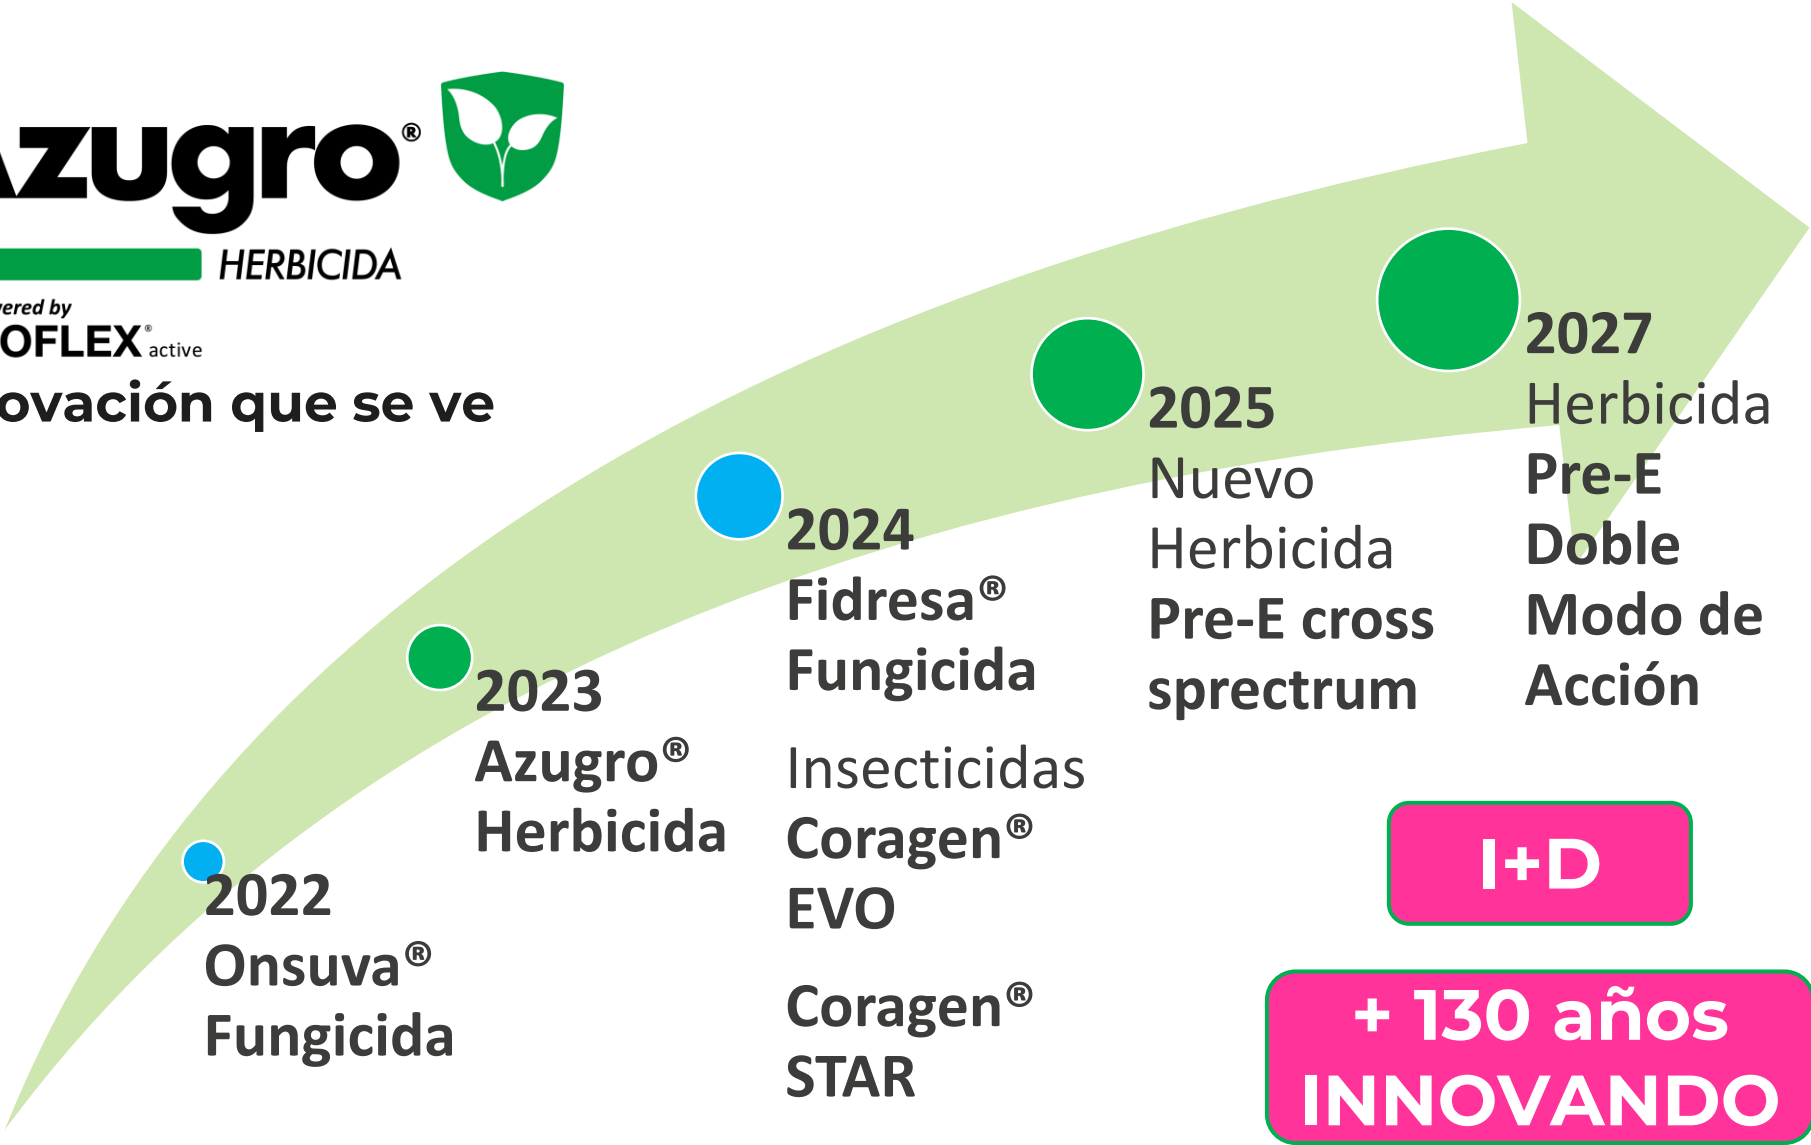 Azugro®
HERBICIDA
ered by
OFLEX® active
ovación que se ve
2022
Onsuva®
Fungicida
2023
Azugro®
Herbicida
2024
Fidresa®
Fungicida
Insecticidas
Coragen®
EVO
Coragen®
STAR
2025
Nuevo
Herbicida
Pre-E cross
sprectrum
2027
Herbicida
Pre-E
Doble
Modo de
Acción
I+D
+ 130 años
INNOVANDO